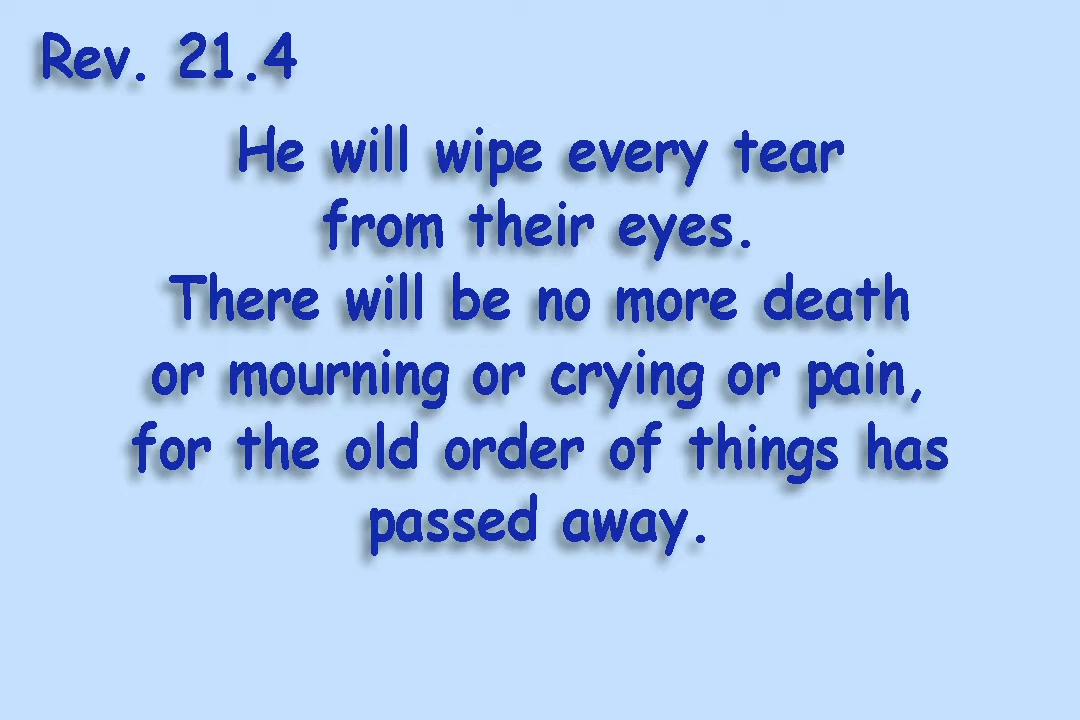 Rev. 21.4
He will wipe every tear
from their eyes.
There will be no more death
or mourning or crying or pain,
for the old order of things has
passed away.